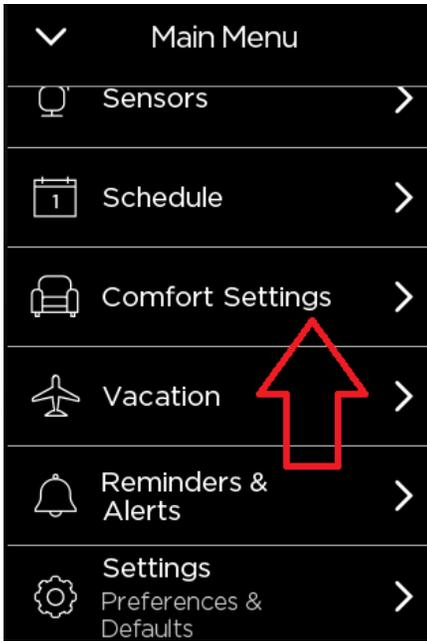 Main Menu
Sensors
1
Schedule
Comfort Settings
Vacation
Reminders &
Alerts
Settings
Preferences &
Defaults